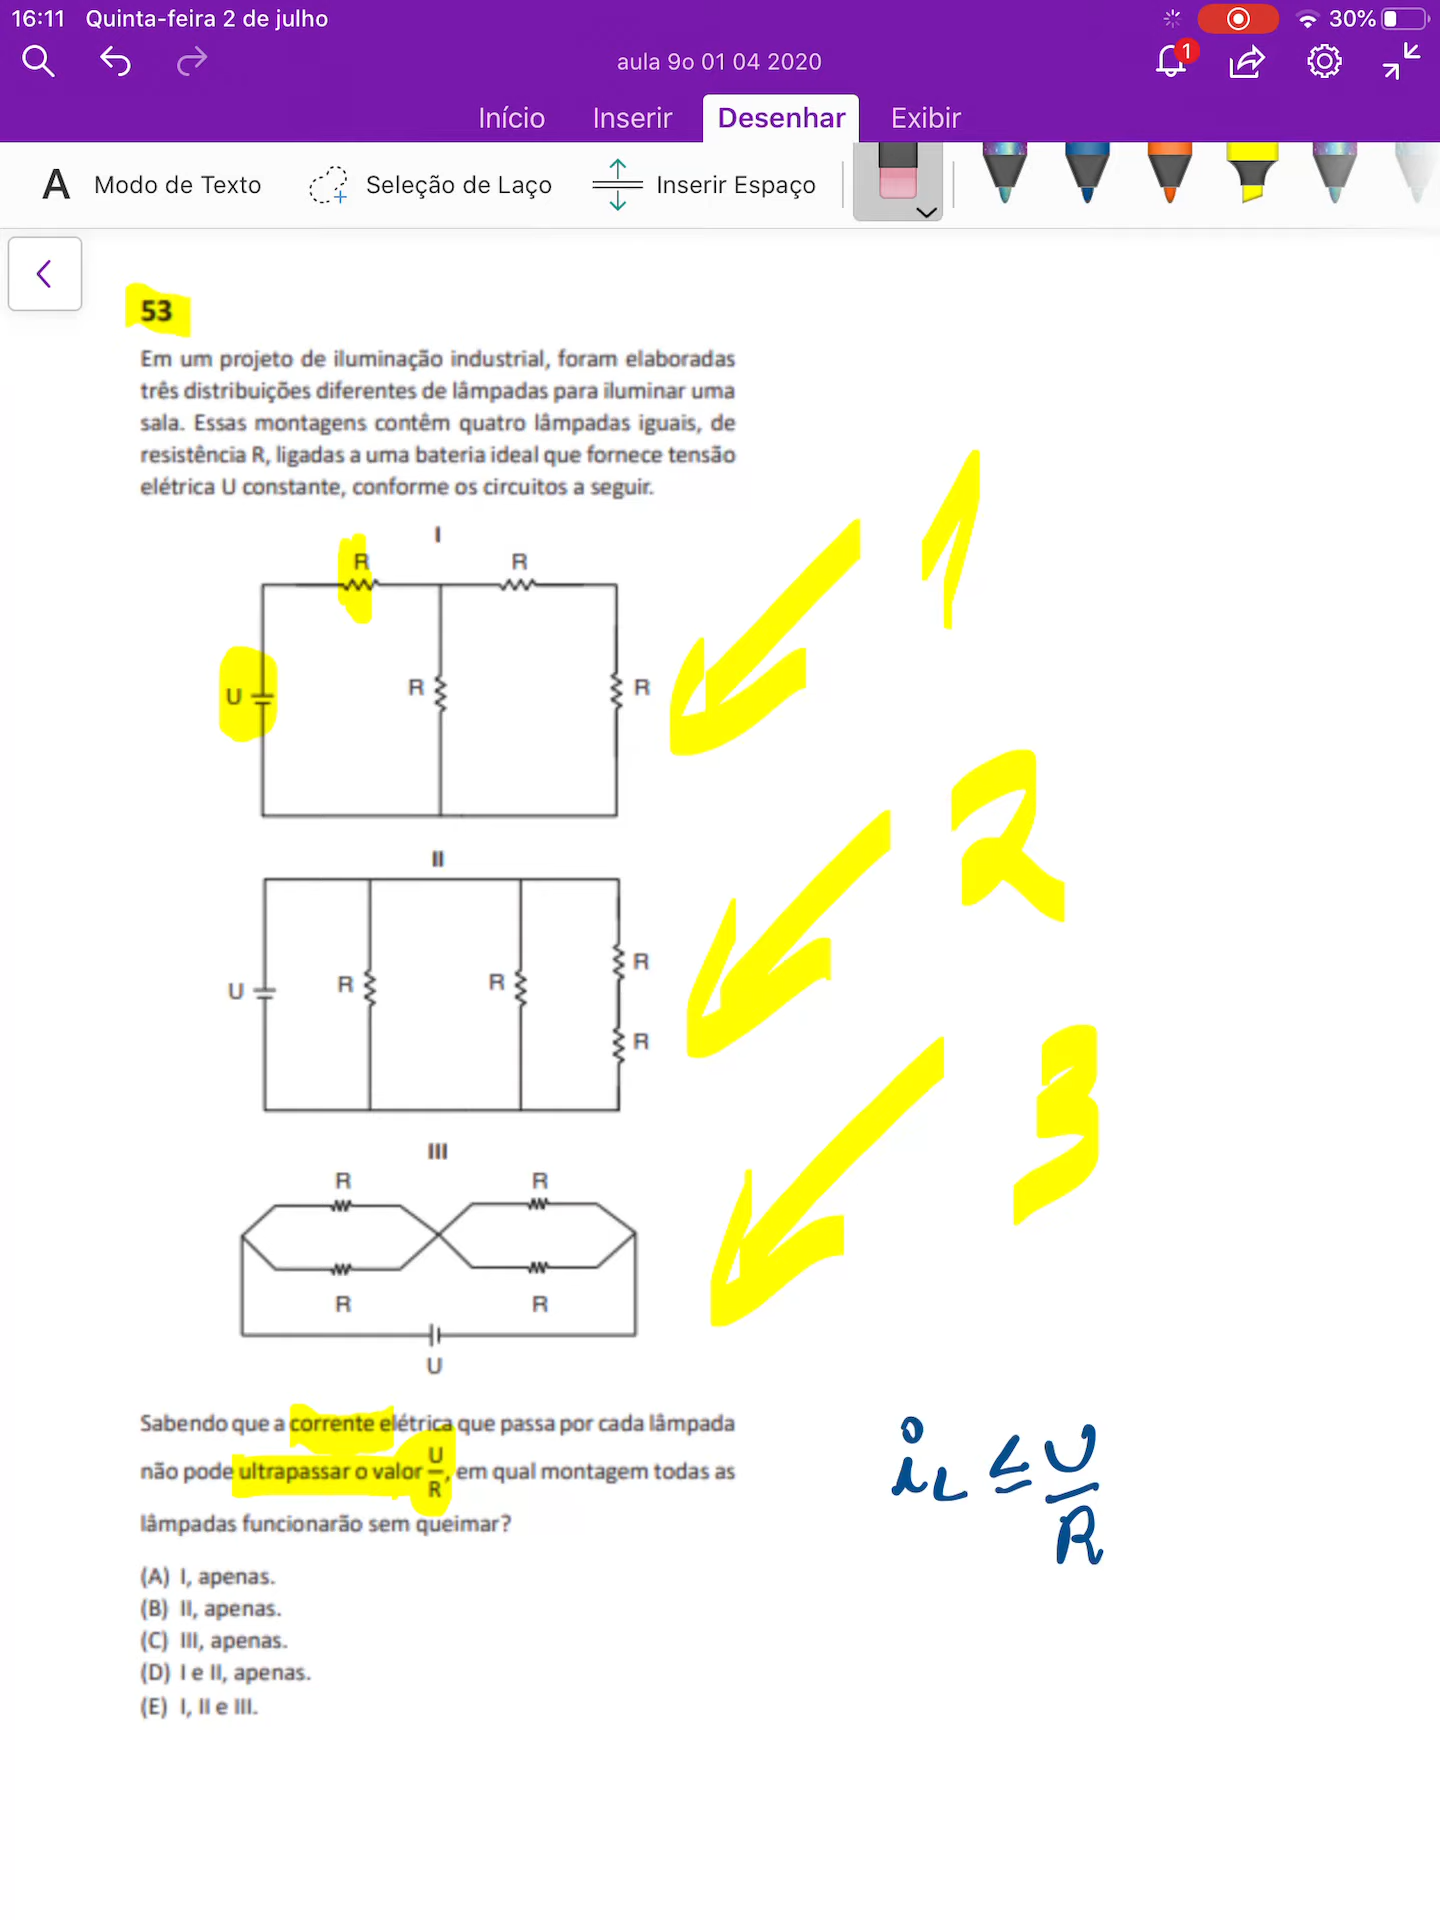 16:11 Quinta-feira 2 de julho
30%
aula 9o 01 04 2020
1
Início Inserir Desenhar Exibir
A Modo de Texto Seleção de Laço Inserir Espaço
53
Em um projeto de iluminação industrial, foram elaboradas
três distribuições diferentes de lâmpadas para iluminar uma
sala. Essas montagens contêm quatro lâmpadas iguais, de
resistência R, ligadas a uma bateria ideal que fornece tensão
elétrica U constante, conforme os circuitos a seguir.
I
R R
U R R
1
II
U R R R
R
2
III
R R
R R
U
3
Sabendo que a corrente elétrica que passa por cada lâmpada
não pode ultrapassar o valor U/R, em qual montagem todas as
lâmpadas funcionarão sem queimar?
i_L ≤ U/R
(A) I, apenas.
(B) II, apenas.
(C) III, apenas.
(D) I e II, apenas.
(E) I, II e III.